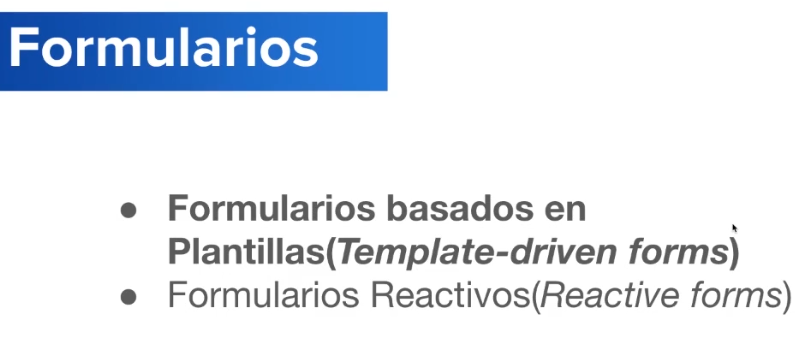 Formularios
● Formularios basados en
Plantillas(Template-driven forms)
● Formularios Reactivos(Reactive forms)